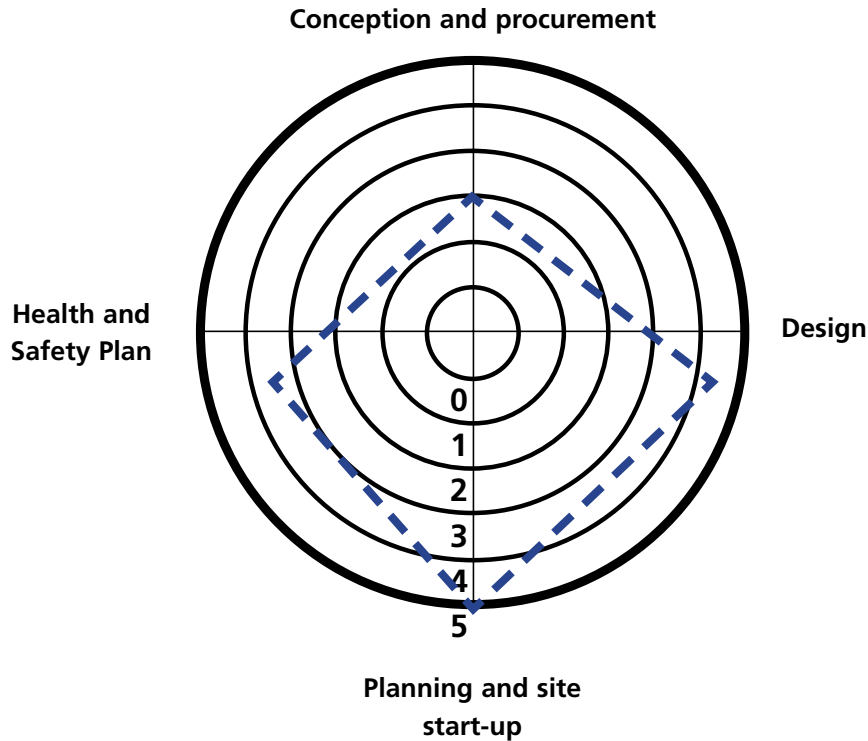 Conception and procurement
Health and
Safety Plan
Design
0
1
2
3
4
5
Planning and site
start-up